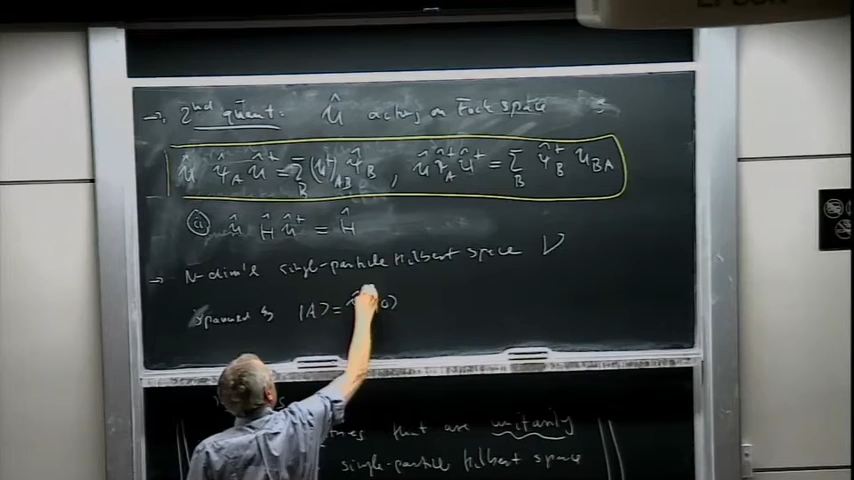 → 2nd quant: Û acting on Fock space
Û ψ̂_A Û† = Σ_B (U†)_AB ψ̂_B , Û ψ̂†_A Û† = Σ_B ψ̂†_B U_BA
ⓐ Û Ĥ Û† = Ĥ
→ N-dim'l single-particle Hilbert space V
spanned by |A⟩ = |0⟩
that are unitarily
single-particle Hilbert space